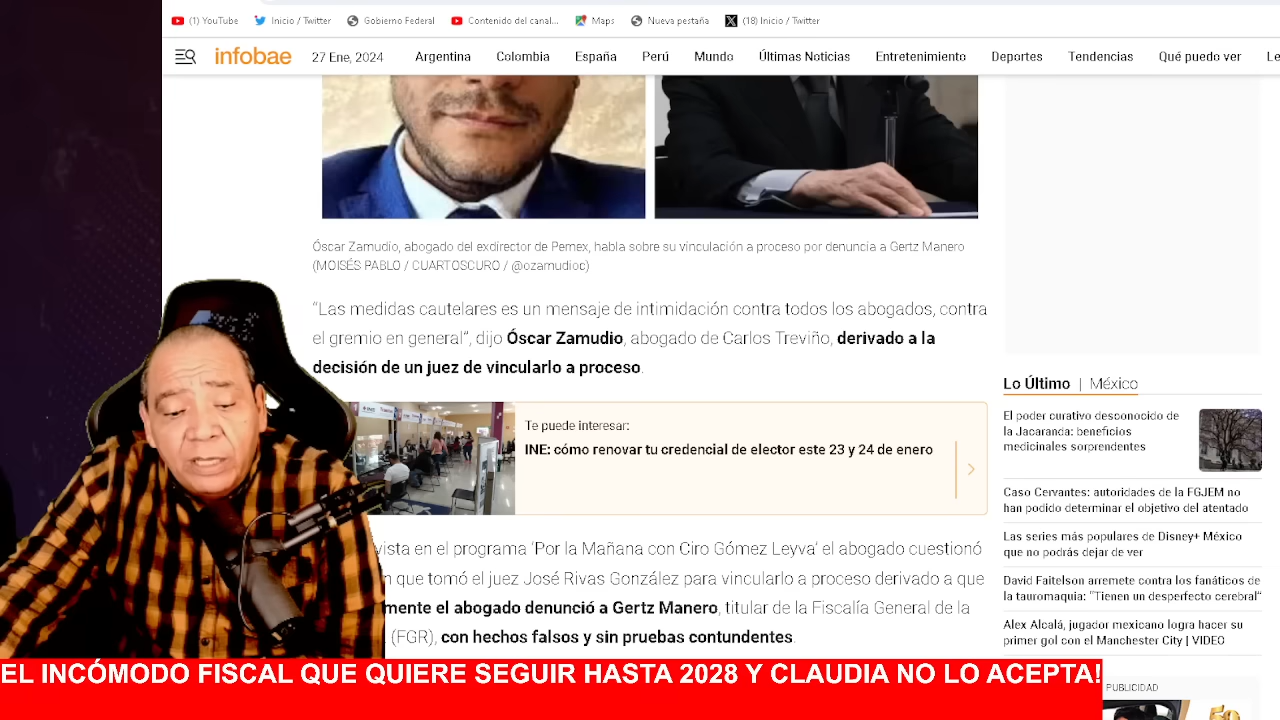 (1) YouTube
Inicio / Twitter
Gobierno Federal
Contenido del canal...
Maps
Nueva pestaña
(18) Inicio / Twitter
infobae
27 Ene, 2024
Argentina
Colombia
España
Perú
Mundo
Últimas Noticias
Entretenimiento
Deportes
Tendencias
Qué puedo ver
Le
Óscar Zamudio, abogado del exdirector de Pemex, habla sobre su vinculación a proceso por denuncia a Gertz Manero
(MOISÉS PABLO / CUARTOSCURO / @ozamudioc)
“Las medidas cautelares es un mensaje de intimidación contra todos los abogados, contra
el gremio en general”, dijo Óscar Zamudio, abogado de Carlos Treviño, derivado a la
decisión de un juez de vincularlo a proceso.
Te puede interesar:
INE: cómo renovar tu credencial de elector este 23 y 24 de enero
vista en el programa ‘Por la Mañana con Ciro Gómez Leyva’ el abogado cuestionó
n que tomó el juez José Rivas González para vincularlo a proceso derivado a que
mente el abogado denunció a Gertz Manero, titular de la Fiscalía General de la
(FGR), con hechos falsos y sin pruebas contundentes.
Lo Último | México
El poder curativo desconocido de
la Jacaranda: beneficios
medicinales sorprendentes
Caso Cervantes: autoridades de la FGJEM no
han podido determinar el objetivo del atentado
Las series más populares de Disney+ México
que no podrás dejar de ver
David Faitelson arremete contra los fanáticos de
la tauromaquia: “Tienen un desperfecto cerebral”
Alex Alcalá, jugador mexicano logra hacer su
primer gol con el Manchester City | VIDEO
PUBLICIDAD
EL INCÓMODO FISCAL QUE QUIERE SEGUIR HASTA 2028 Y CLAUDIA NO LO ACEPTA!